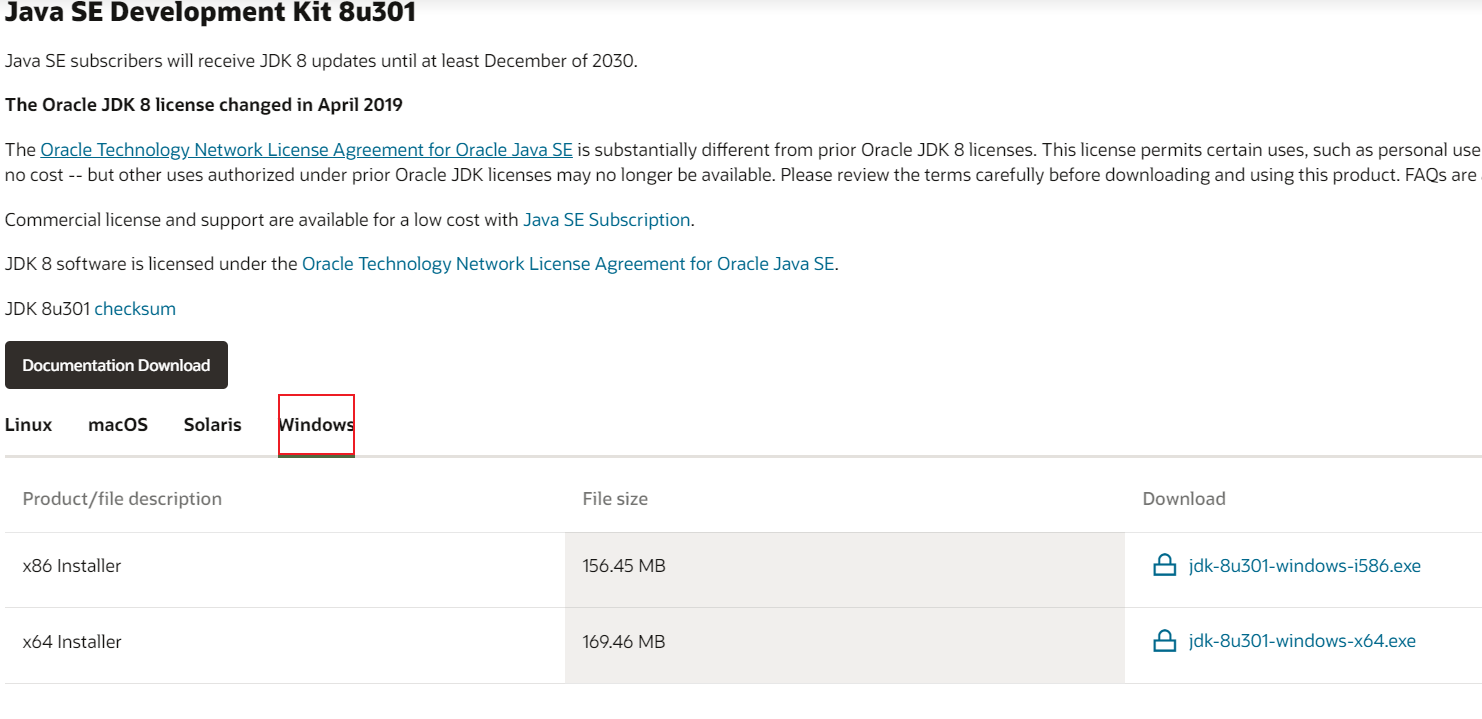 Java SE Development Kit 8u301
Java SE subscribers will receive JDK 8 updates until at least December of 2030.
The Oracle JDK 8 license changed in April 2019
The Oracle Technology Network License Agreement for Oracle Java SE is substantially different from prior Oracle JDK 8 licenses. This license permits certain uses, such as personal use
no cost -- but other uses authorized under prior Oracle JDK licenses may no longer be available. Please review the terms carefully before downloading and using this product. FAQs are
Commercial license and support are available for a low cost with Java SE Subscription.
JDK 8 software is licensed under the Oracle Technology Network License Agreement for Oracle Java SE.
JDK 8u301 checksum
Documentation Download
Linux macOS Solaris Windows
Product/file description File size Download
x86 Installer 156.45 MB jdk-8u301-windows-i586.exe
x64 Installer 169.46 MB jdk-8u301-windows-x64.exe